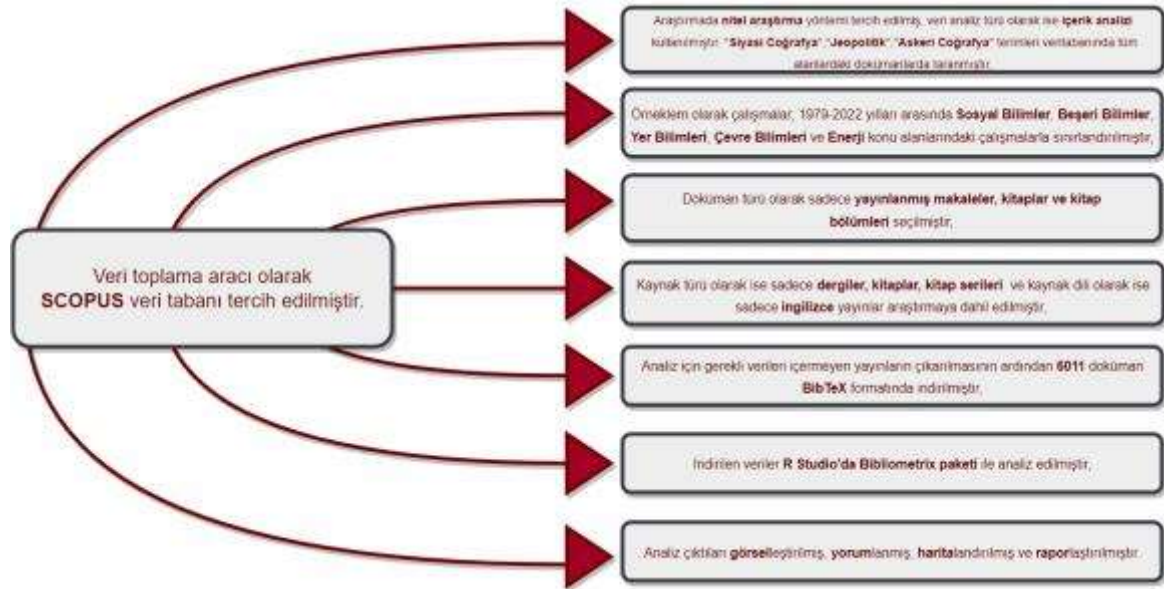 Veri toplama aracı olarak
SCOPUS veri tabanı tercih edilmiştir.
Araştırmada nitel araştırma yöntemi tercih edilmiş, veri analiz türü olarak ise içerik analizi
kullanılmıştır. "Siyasi Coğrafya", "Jeopolitik", "Askeri Coğrafya" terimleri veritabanında tüm
alanlardaki dokümanlarda taranmıştır.
Örneklem olarak çalışmalar, 1979-2022 yılları arasında Sosyal Bilimler, Beşeri Bilimler,
Yer Bilimleri, Çevre Bilimleri ve Enerji konu alanlarındaki çalışmalarla sınırlandırılmıştır,
Doküman türü olarak sadece yayınlanmış makaleler, kitaplar ve kitap
bölümleri seçilmiştir,
Kaynak türü olarak ise sadece dergiler, kitaplar, kitap serileri ve kaynak dili olarak ise
sadece ingilizce yayınlar araştırmaya dahil edilmiştir,
Analiz için gerekli verileri içermeyen yayınların çıkarılmasının ardından 6011 doküman
BibTeX formatında indirilmiştir,
İndirilen veriler R Studio'da Bibliometrix paketi ile analiz edilmiştir,
Analiz çıktıları görselleştirilmiş, yorumlanmış, haritalandırılmış ve raporlaştırılmıştır.